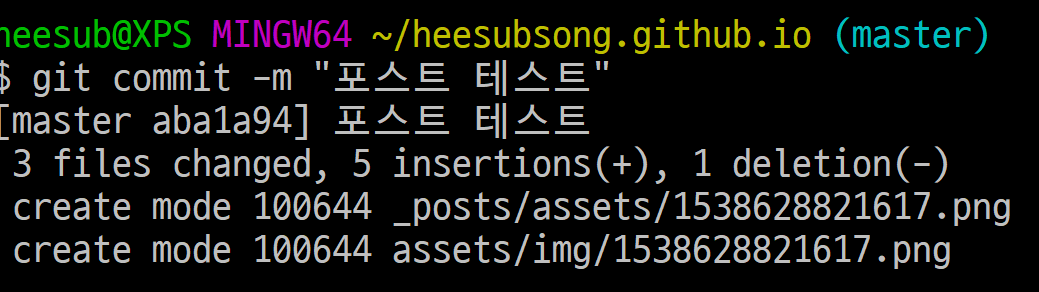 heesub@XPS MINGW64 ~/heesubsong.github.io (master)
$ git commit -m "포스트 테스트"
[master aba1a94] 포스트 테스트
3 files changed, 5 insertions(+), 1 deletion(-)
create mode 100644 _posts/assets/1538628821617.png
create mode 100644 assets/img/1538628821617.png